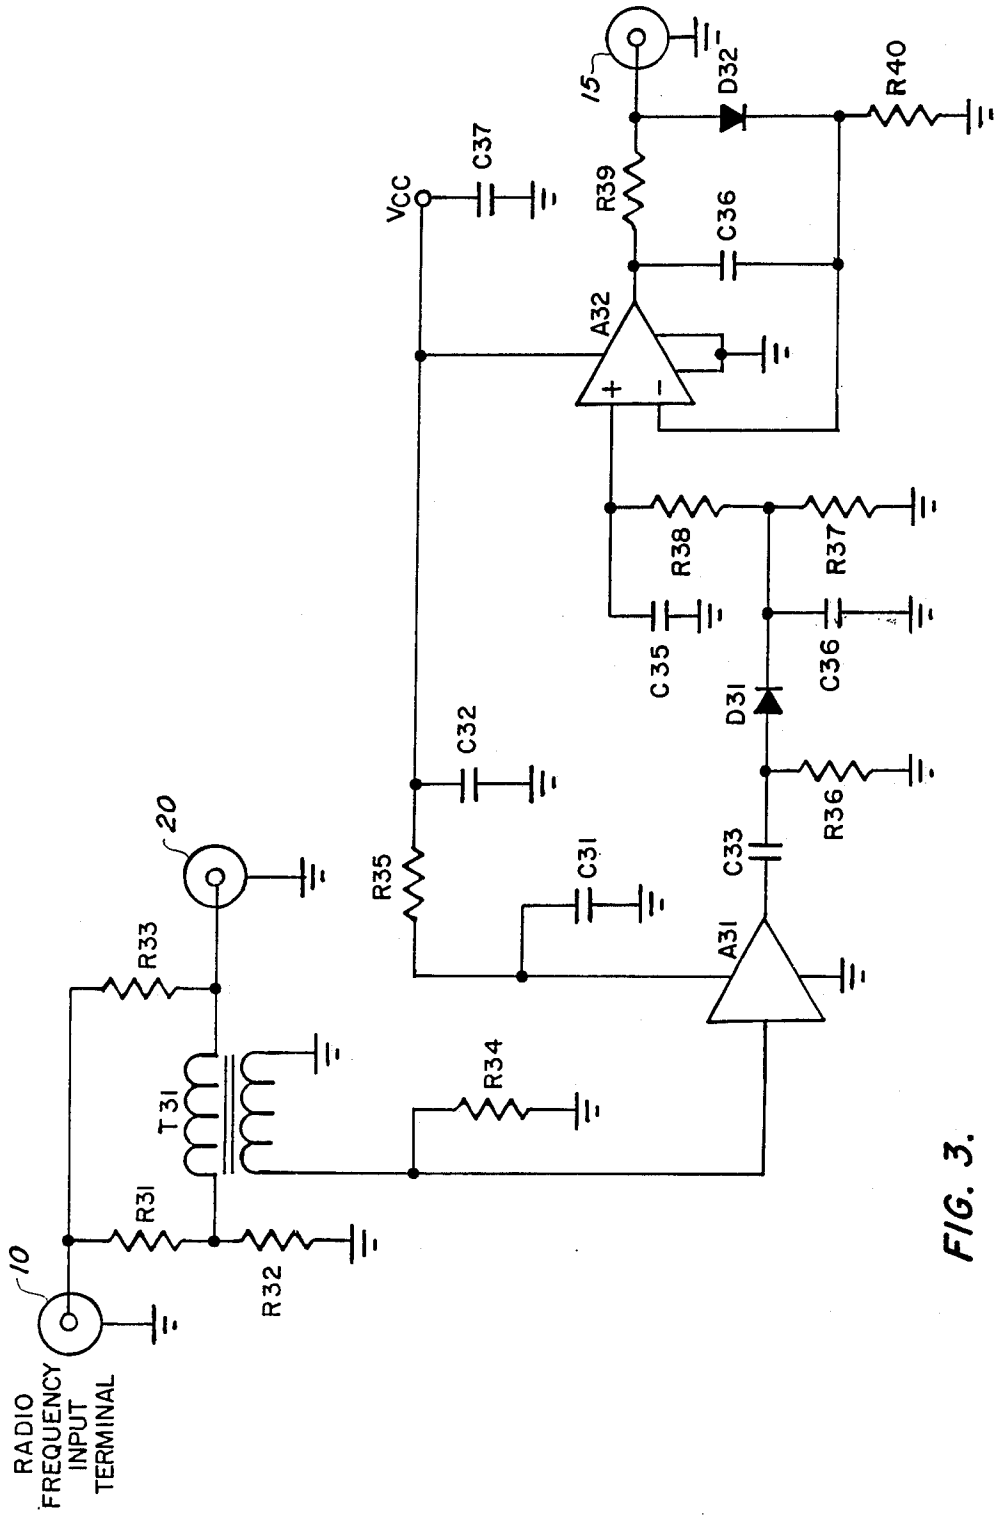 RADIO
FREQUENCY
INPUT
TERMINAL
10
R31
R32
T31
R33
20
R34
R35
C31
C32
A31
C33
R36
D31
C36
C35
R38
R37
VCC
C37
A32
+
−
R39
C36
15
D32
R40
FIG. 3.